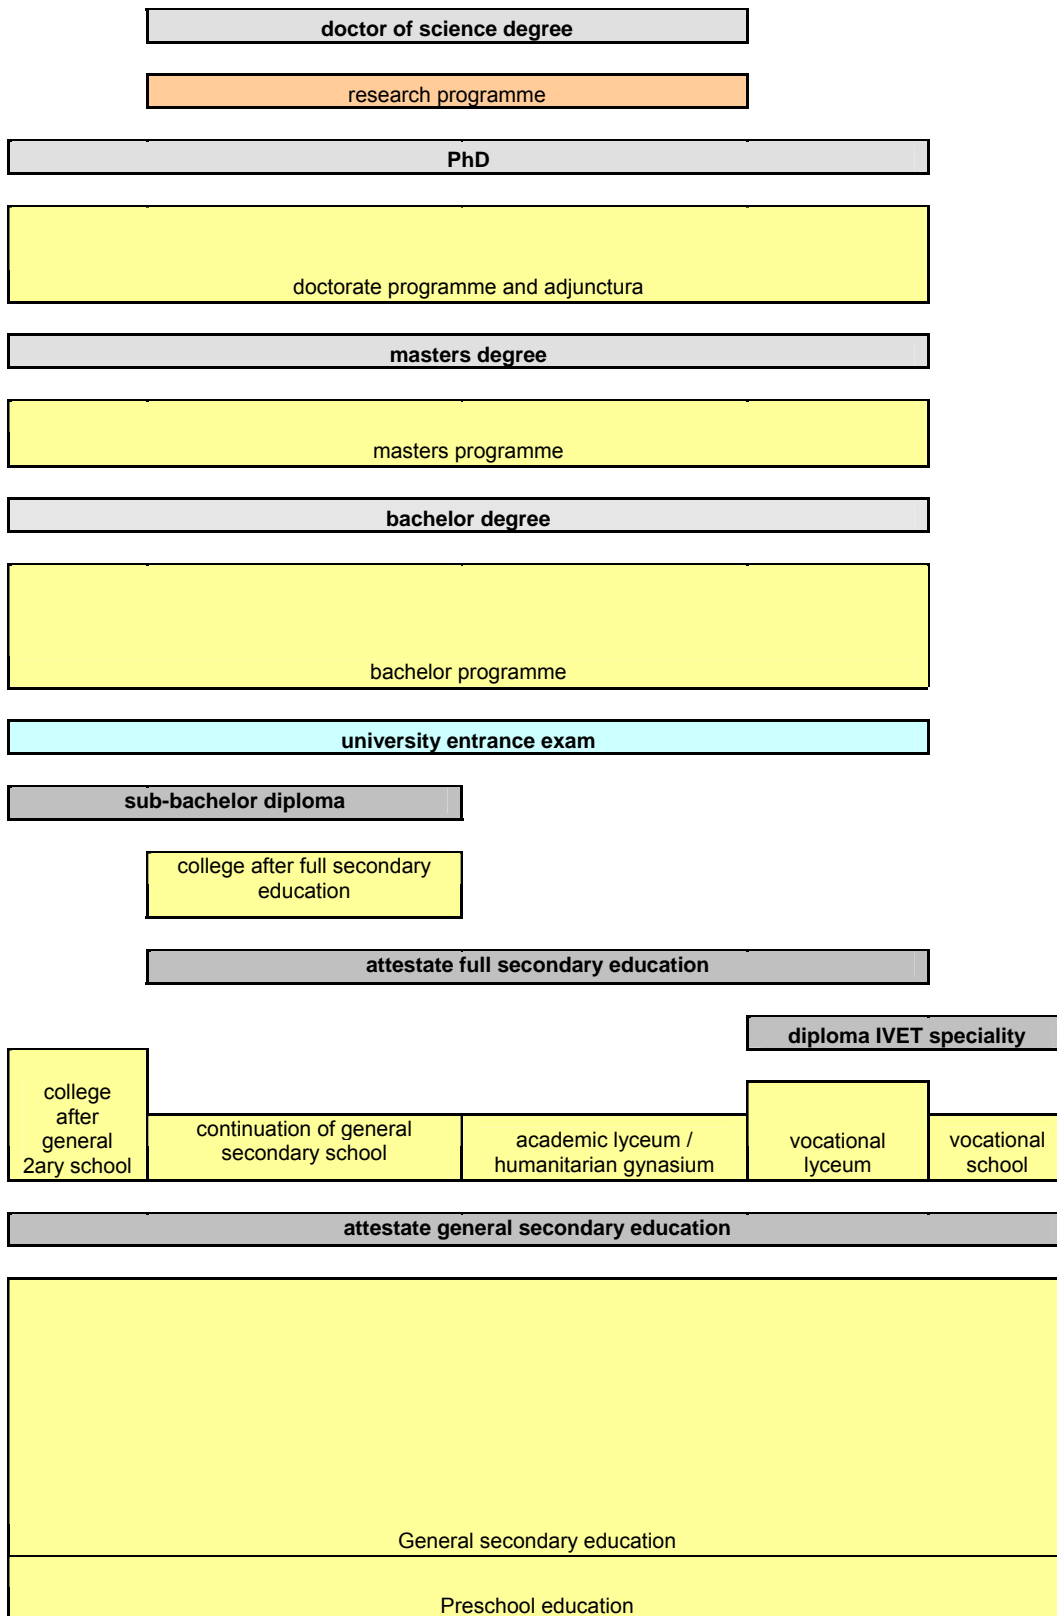 doctor of science degree
research programme
PhD
doctorate programme and adjunctura
masters degree
masters programme
bachelor degree
bachelor programme
university entrance exam
sub-bachelor diploma
college after full secondary
education
attestate full secondary education
diploma IVET speciality
college
after
general
2ary school
continuation of general
secondary school
academic lyceum /
humanitarian gynasium
vocational
lyceum
vocational
school
attestate general secondary education
General secondary education
Preschool education